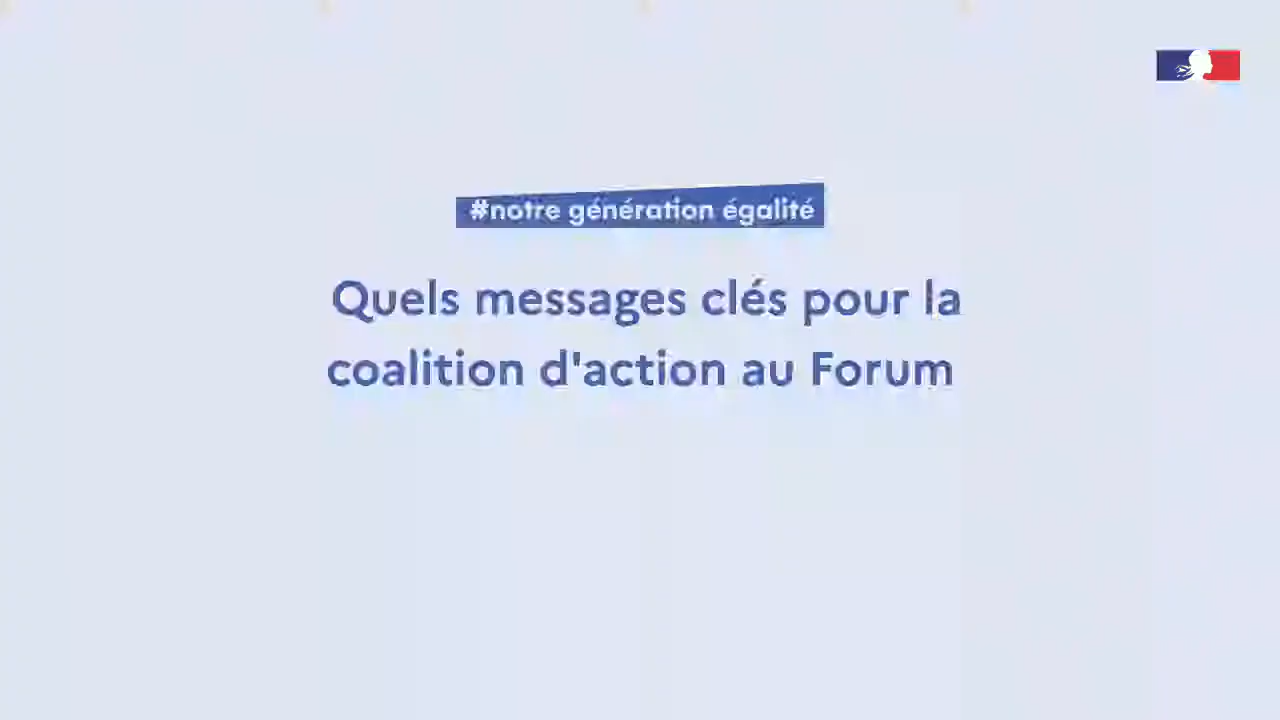 #notre génération égalité
Quels messages clés pour la
coalition d'action au Forum